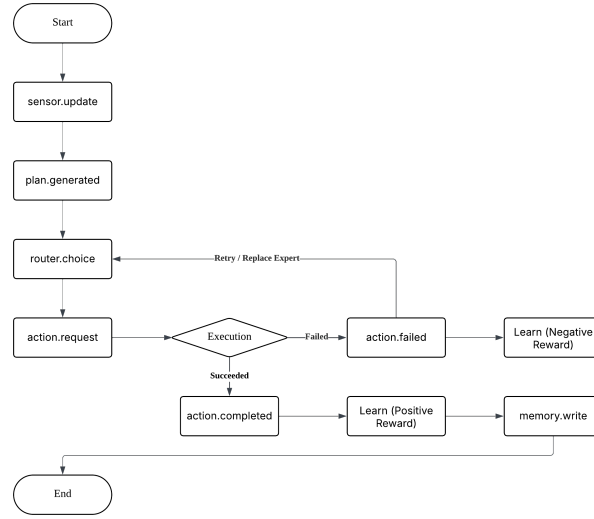 Start
sensor.update
plan.generated
router.choice
Retry / Replace Expert
action.request
Execution
Failed
action.failed
Learn (Negative
Reward)
Succeeded
action.completed
Learn (Positive
Reward)
memory.write
End